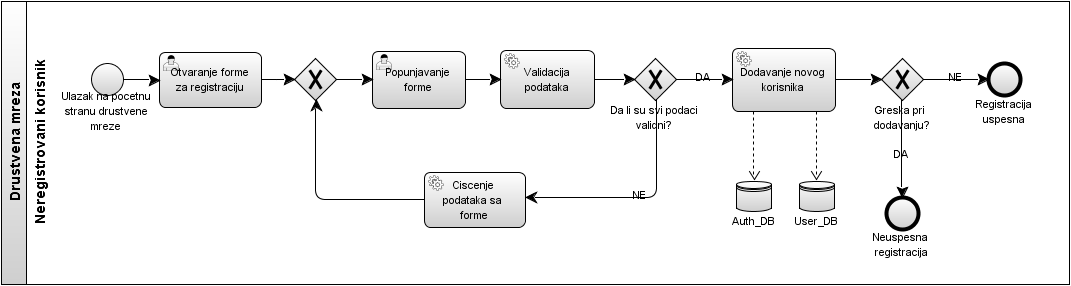 Drustvena mreza
Neregistrovani korisnik
Ulazak na pocetnu
stranu drustvene
mreze
Otvaranje forme
za registraciju
Popunjavanje
forme
Validacija
podataka
Da li su svi podaci
validni?
DA
NE
Ciscenje
podataka sa
forme
Dodavanje novog
korisnika
Auth_DB
User_DB
Greska pri
dodavanju?
NE
Registracija
uspesna
DA
Neuspesna
registracija